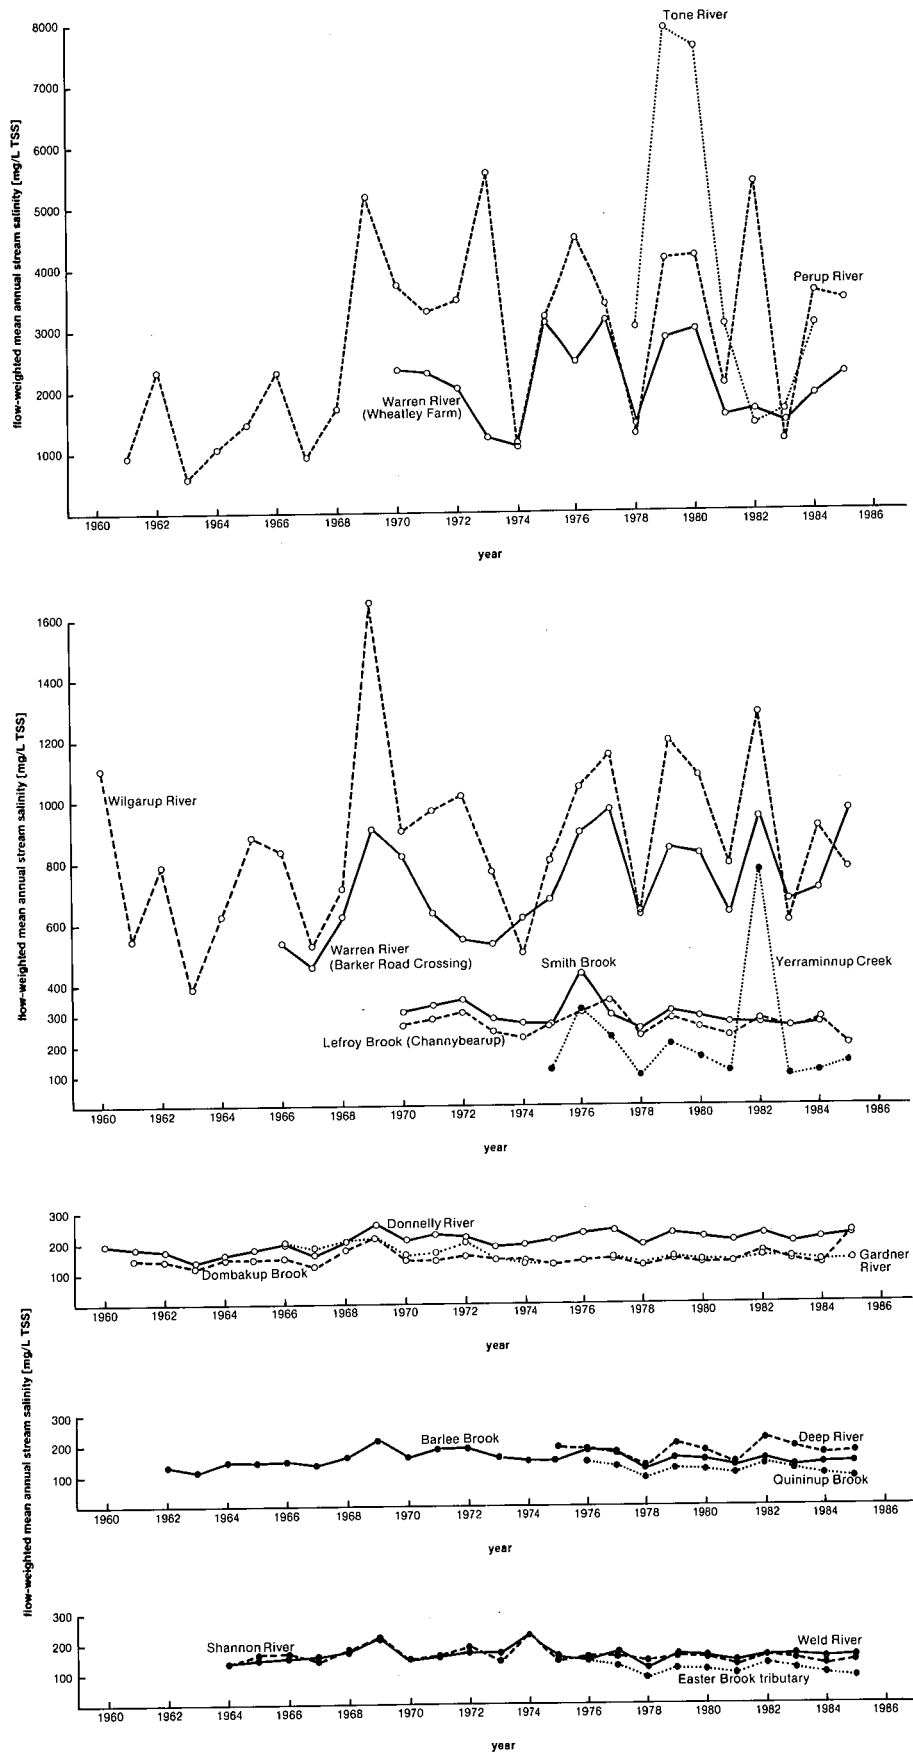 Tone River
8000
7000
6000
5000
4000
3000
2000
1000
flow-weighted mean annual stream salinity [mg/L TSS]
Perup River
Warren River
(Wheatley Farm)
1960 1962 1964 1966 1968 1970 1972 1974 1976 1978 1980 1982 1984 1986
year
1600
1400
1200
1000
800
600
400
300
200
100
flow-weighted mean annual stream salinity [mg/L TSS]
Wilgarup River
Warren River
(Barker Road Crossing)
Smith Brook
Yerraminnup Creek
Lefroy Brook (Channybearup)
1960 1962 1964 1966 1968 1970 1972 1974 1976 1978 1980 1982 1984 1986
year
300
200
100
Donnelly River
Dombakup Brook
Gardner
River
1960 1962 1964 1966 1968 1970 1972 1974 1976 1978 1980 1982 1984 1986
year
flow-weighted mean annual stream salinity [mg/L TSS]
300
200
100
Barlee Brook
Deep River
Quininup Brook
1960 1962 1964 1966 1968 1970 1972 1974 1976 1978 1980 1982 1984 1986
year
300
200
100
Shannon River
Weld River
Easter Brook tributary
1960 1962 1964 1966 1968 1970 1972 1974 1976 1978 1980 1982 1984 1986
year